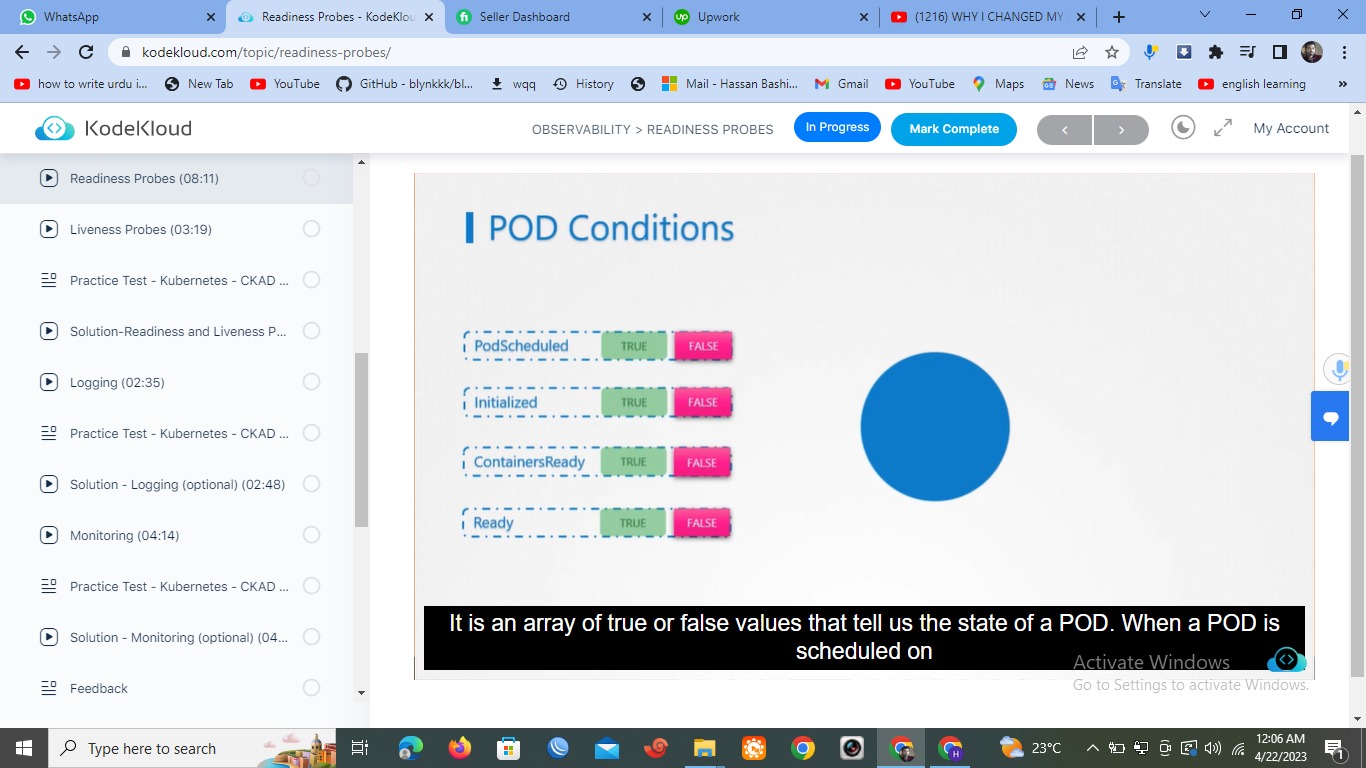 WhatsApp
Readiness Probes - KodeKlou
Seller Dashboard
Upwork
(1216) WHY I CHANGED MY
kodekloud.com/topic/readiness-probes/
how to write urdu i...
New Tab
YouTube
GitHub - blynkkk/bl...
wqq
History
Mail - Hassan Bashi...
Gmail
YouTube
Maps
News
Translate
english learning
»
KodeKloud
OBSERVABILITY > READINESS PROBES
In Progress
Mark Complete
My Account
Readiness Probes (08:11)
Liveness Probes (03:19)
Practice Test - Kubernetes - CKAD ...
Solution-Readiness and Liveness P...
Logging (02:35)
Practice Test - Kubernetes - CKAD ...
Solution - Logging (optional) (02:48)
Monitoring (04:14)
Practice Test - Kubernetes - CKAD ...
Solution - Monitoring (optional) (04...
Feedback
POD Conditions
PodScheduled TRUE FALSE
Initialized TRUE FALSE
ContainersReady TRUE FALSE
Ready TRUE FALSE
It is an array of true or false values that tell us the state of a POD. When a POD is
scheduled on
Activate Windows
Go to Settings to activate Windows.
Type here to search
23°C
12:06 AM
4/22/2023
1